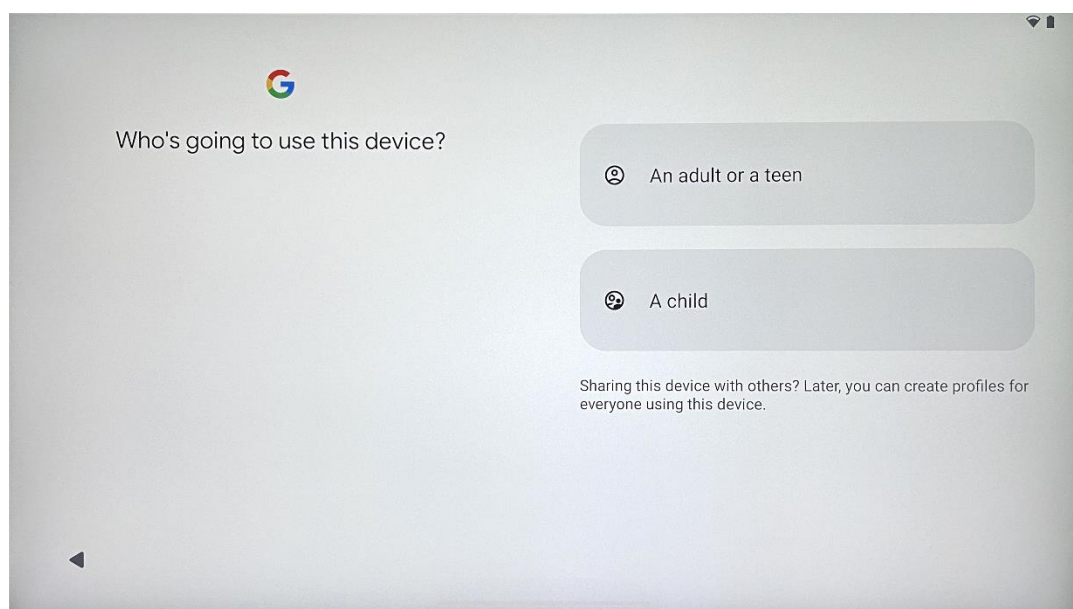 Who's going to use this device?
An adult or a teen
A child
Sharing this device with others? Later, you can create profiles for
everyone using this device.